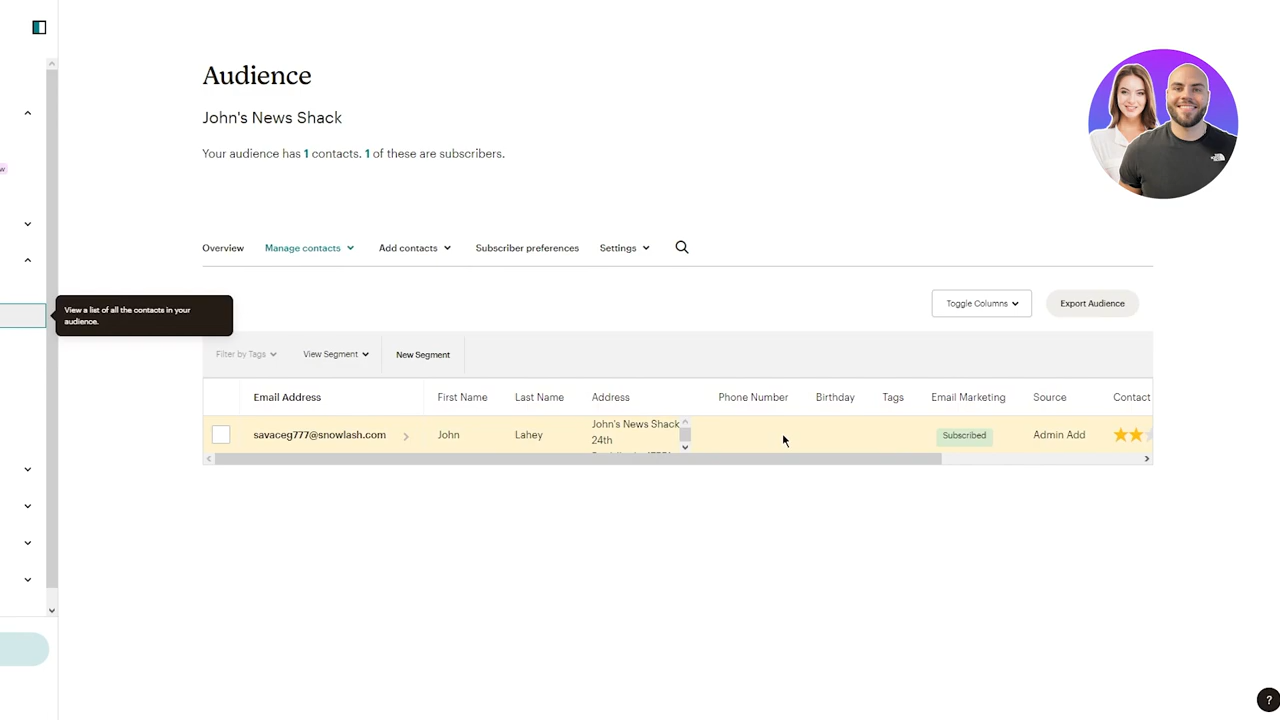 Audience
John's News Shack
Your audience has 1 contacts. 1 of these are subscribers.
Overview Manage contacts Add contacts Subscriber preferences Settings
View a list of all the contacts in your
audience.
Toggle Columns Export Audience
Filter by Tags View Segment New Segment
Email Address First Name Last Name Address Phone Number Birthday Tags Email Marketing Source Contact
savaceg777@snowlash.com John Lahey John's News Shack
24th
Subscribed Admin Add
?